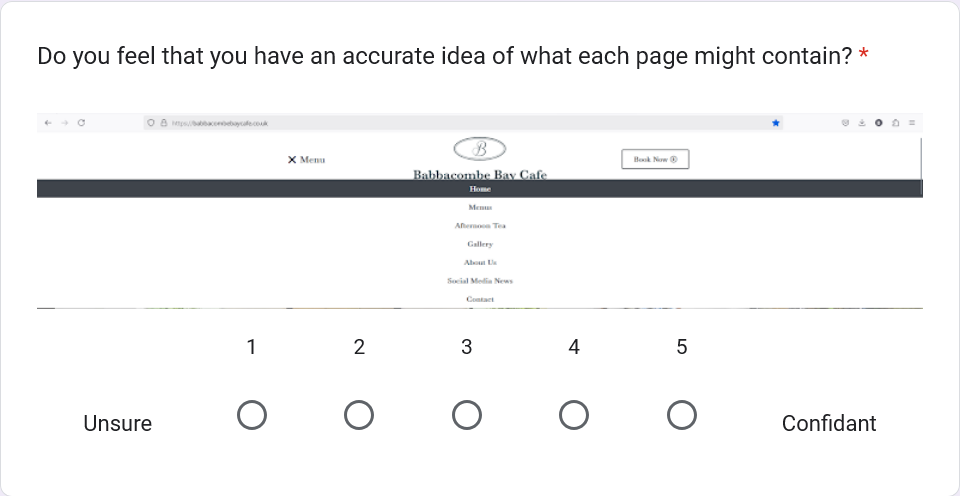 Do you feel that you have an accurate idea of what each page might contain? *
https://babbacombebaycafe.co.uk
Menu
B
Book Now
Babbacombe Bay Cafe
Home
Menus
Afternoon Tea
Gallery
About Us
Social Media News
Contact
1 2 3 4 5
Unsure Confidant